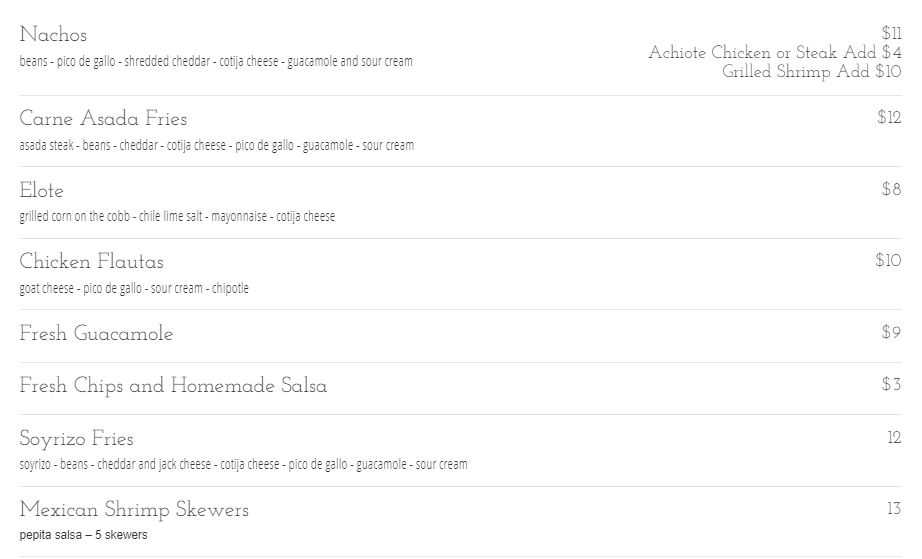 Nachos
$11
beans - pico de gallo - shredded cheddar - cotija cheese - guacamole and sour cream
Achiote Chicken or Steak Add $4
Grilled Shrimp Add $10
Carne Asada Fries
$12
asada steak - beans - cheddar - cotija cheese - pico de gallo - guacamole - sour cream
Elote
$8
grilled corn on the cobb - chile lime salt - mayonnaise - cotija cheese
Chicken Flautas
$10
goat cheese - pico de gallo - sour cream - chipotle
Fresh Guacamole
$9
Fresh Chips and Homemade Salsa
$3
Soyrizo Fries
12
soyrizo - beans - cheddar and jack cheese - cotija cheese - pico de gallo - guacamole - sour cream
Mexican Shrimp Skewers
13
pepita salsa – 5 skewers